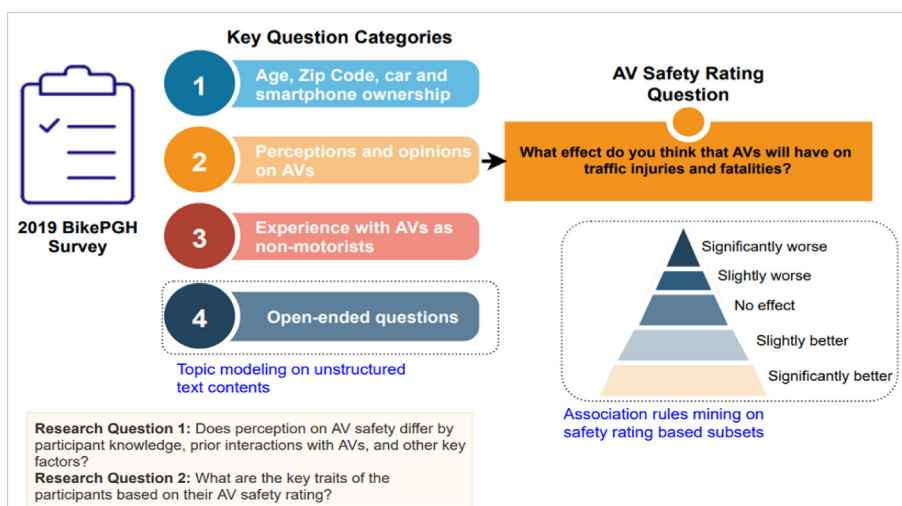 Key Question Categories
1
Age, Zip Code, car and
smartphone ownership
2
Perceptions and opinions
on AVs
3
Experience with AVs as
non-motorists
4
Open-ended questions
2019 BikePGH
Survey
Topic modeling on unstructured
text contents
AV Safety Rating
Question
What effect do you think that AVs will have on
traffic injuries and fatalities?
Significantly worse
Slightly worse
No effect
Slightly better
Significantly better
Association rules mining on
safety rating based subsets
Research Question 1: Does perception on AV safety differ by
participant knowledge, prior interactions with AVs, and other key
factors?
Research Question 2: What are the key traits of the
participants based on their AV safety rating?